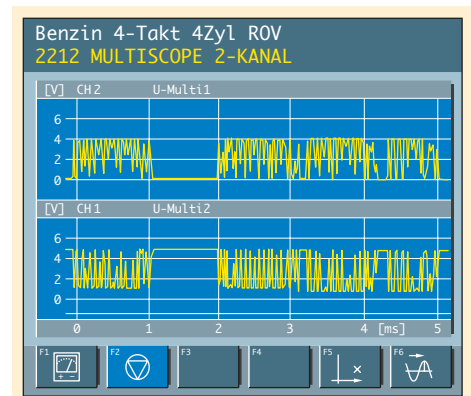 Benzin 4-Takt 4Zyl ROV
2212 MULTISCOPE 2-KANAL
[V] CH2 U-Multi1
6
4
2
0
[V] CH1 U-Multi2
6
4
2
0
0 1 2 3 4 [ms] 5
F1 F2 F3 F4 F5 F6
- +
×